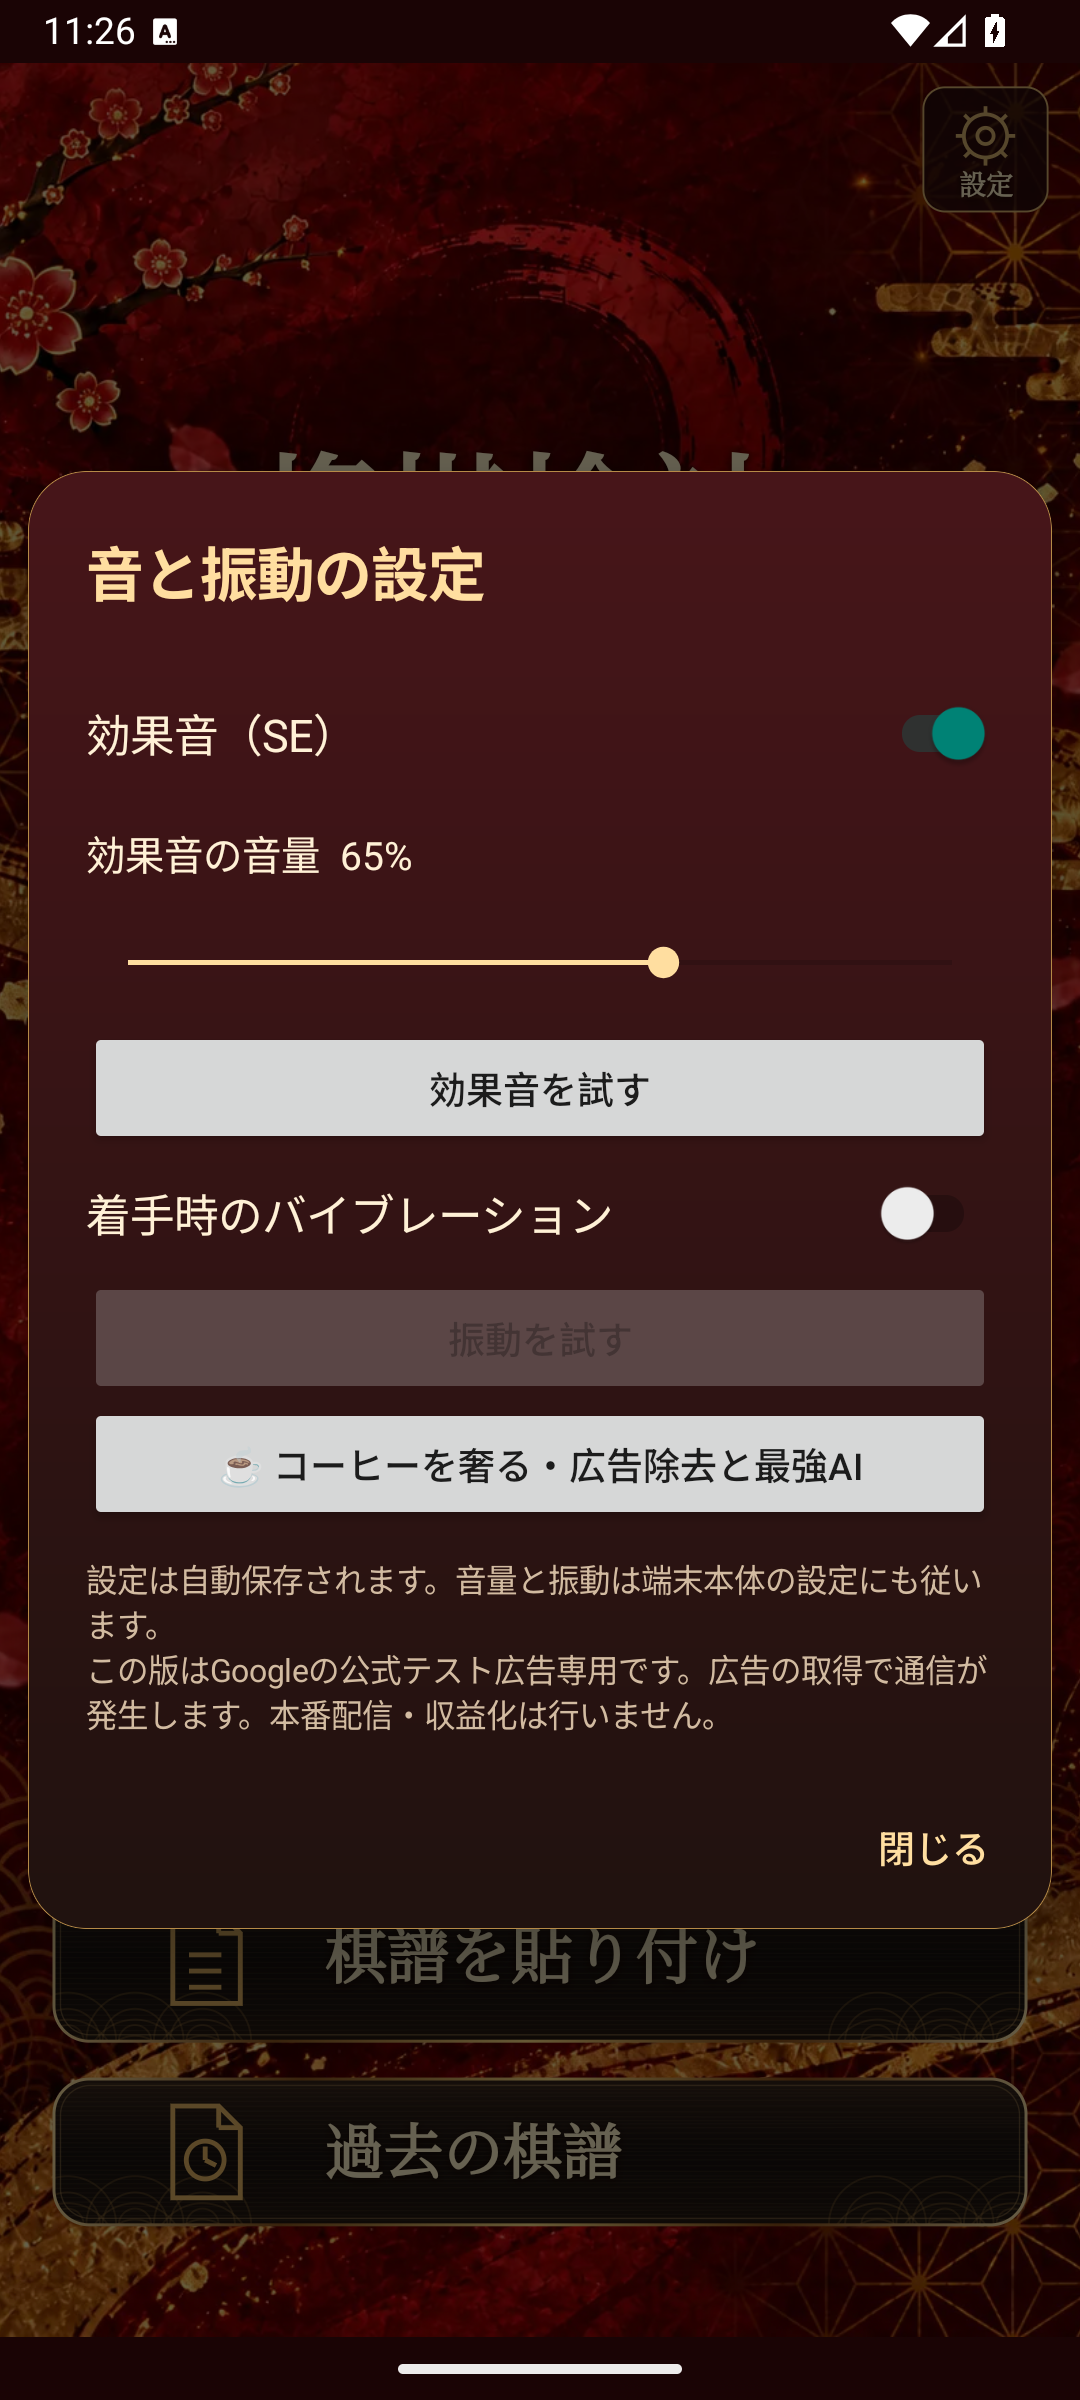 11:26
設定
音と振動の設定
効果音（SE）
効果音の音量 65%
効果音を試す
着手時のバイブレーション
振動を試す
☕ コーヒーを奢る・広告除去と最強AI
設定は自動保存されます。音量と振動は端末本体の設定にも従い
ます。
この版はGoogleの公式テスト広告専用です。広告の取得で通信が
発生します。本番配信・収益化は行いません。
閉じる
棋譜を貼り付け
過去の棋譜